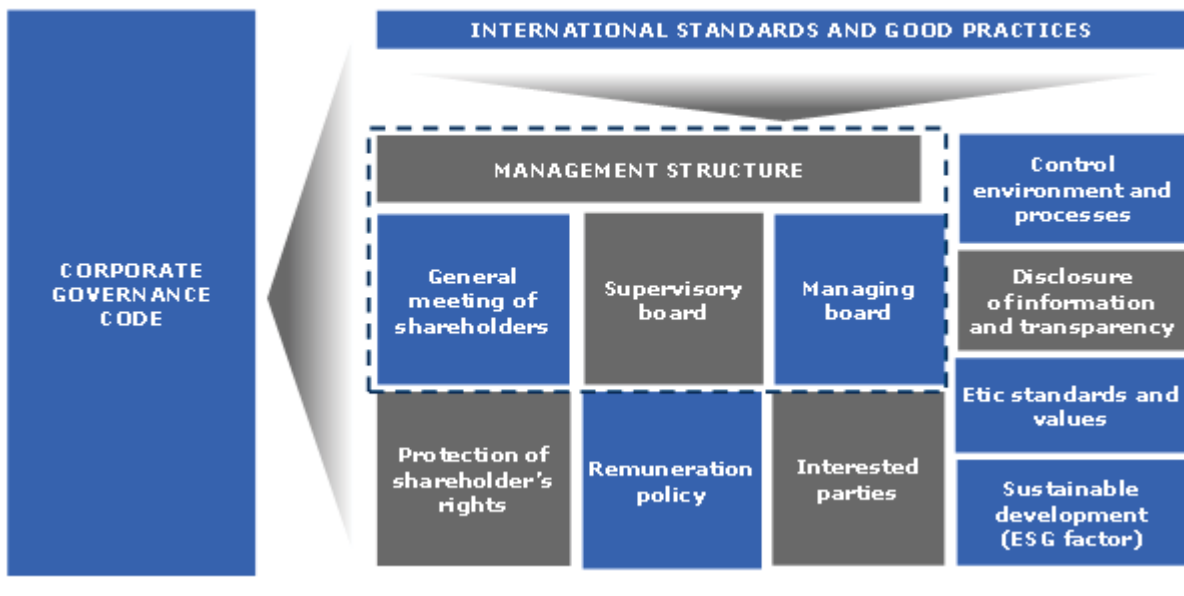 INTERNATIONAL STANDARDS AND GOOD PRACTICES
CORPORATE
GOVERNANCE
CODE
MANAGEMENT STRUCTURE
General
meeting of
shareholders
Supervisory
board
Managing
board
Protection of
shareholder's
rights
Remuneration
policy
Interested
parties
Control
environment and
processes
Disclosure
of information
and transparency
Etic standards and
values
Sustainable
development
(ESG factor)